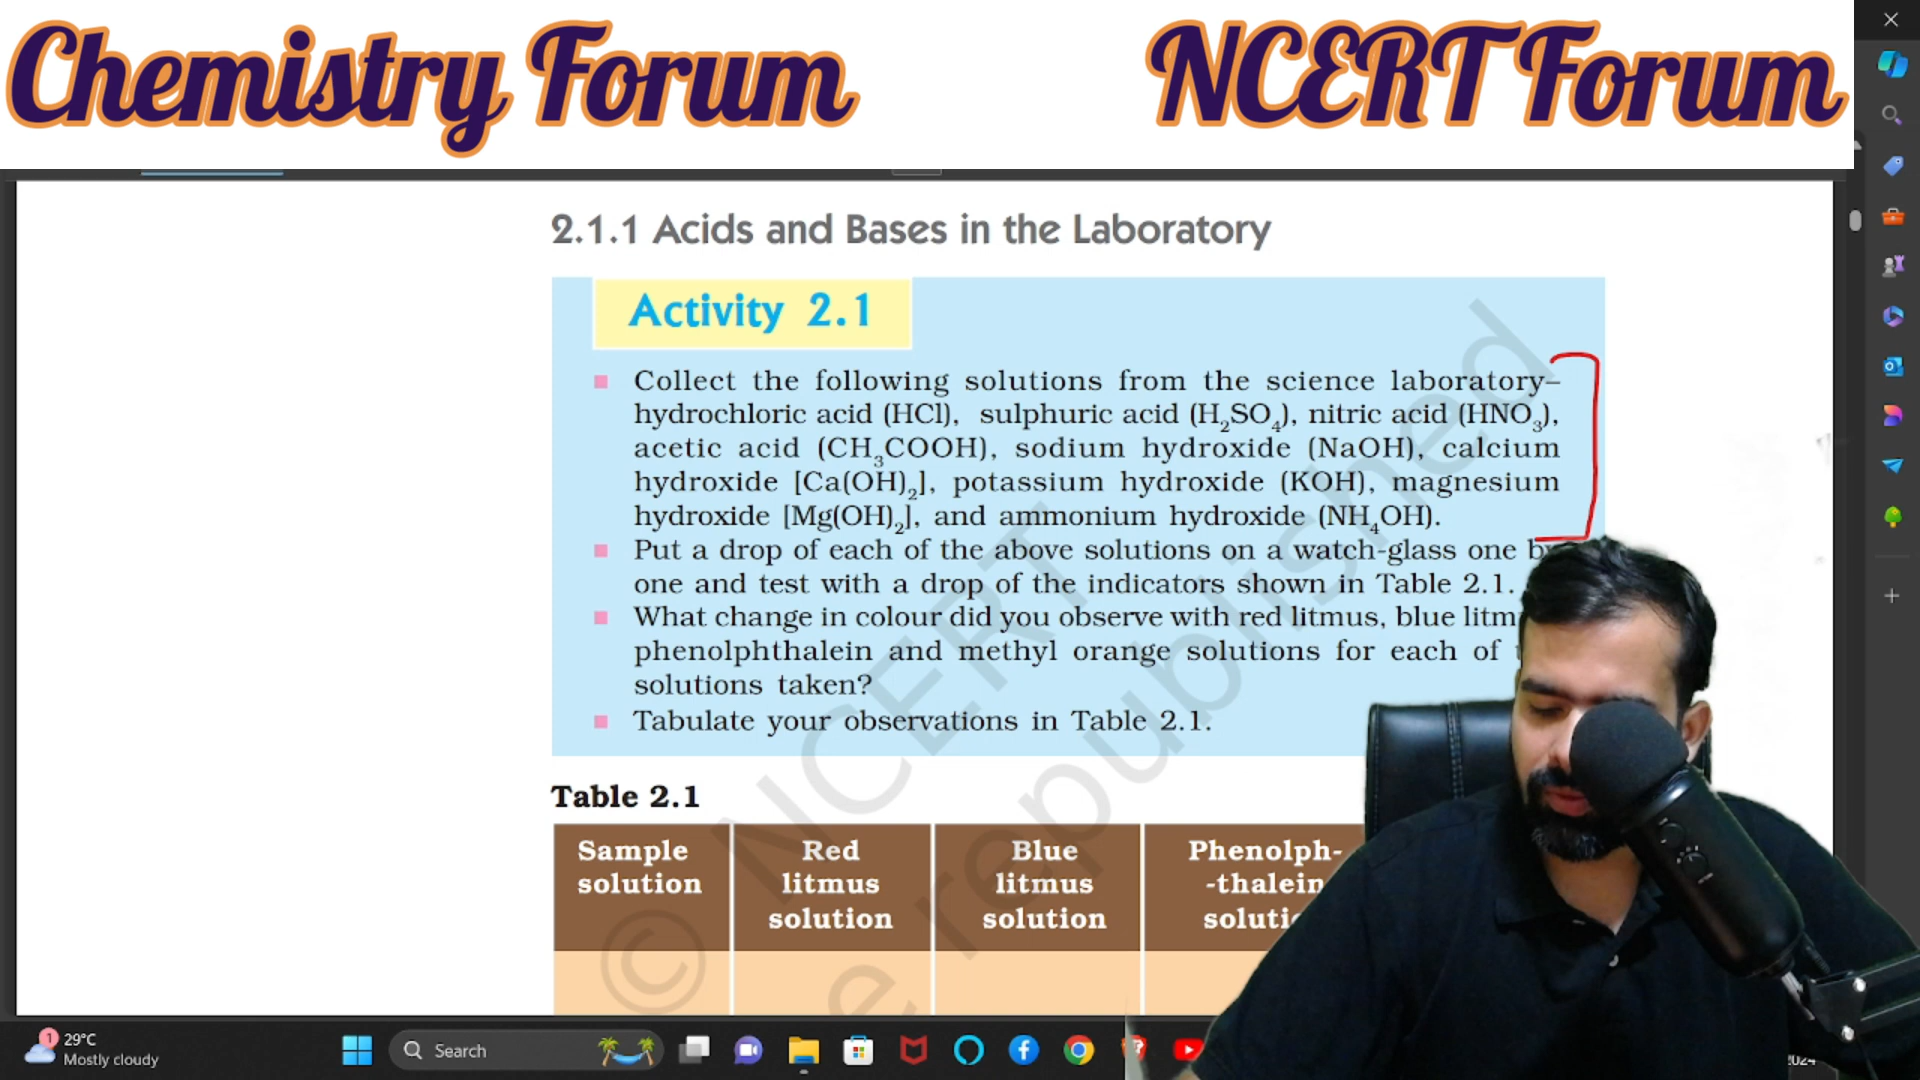 Chemistry Forum
NCERT Forum
2.1.1 Acids and Bases in the Laboratory
Activity 2.1
Collect the following solutions from the science laboratory–
hydrochloric acid (HCl), sulphuric acid (H₂SO₄), nitric acid (HNO₃),
acetic acid (CH₃COOH), sodium hydroxide (NaOH), calcium
hydroxide [Ca(OH)₂], potassium hydroxide (KOH), magnesium
hydroxide [Mg(OH)₂], and ammonium hydroxide (NH₄OH).
Put a drop of each of the above solutions on a watch-glass one
one and test with a drop of the indicators shown in Table 2.1.
What change in colour did you observe with red litmus, blue
phenolphthalein and methyl orange solutions for each of
solutions taken?
Tabulate your observations in Table 2.1.
© NCERT
republished
Table 2.1
Sample
solution
Red
litmus
solution
Blue
litmus
solution
Phenolph-
-thalein
1
29°C
Mostly cloudy
Search